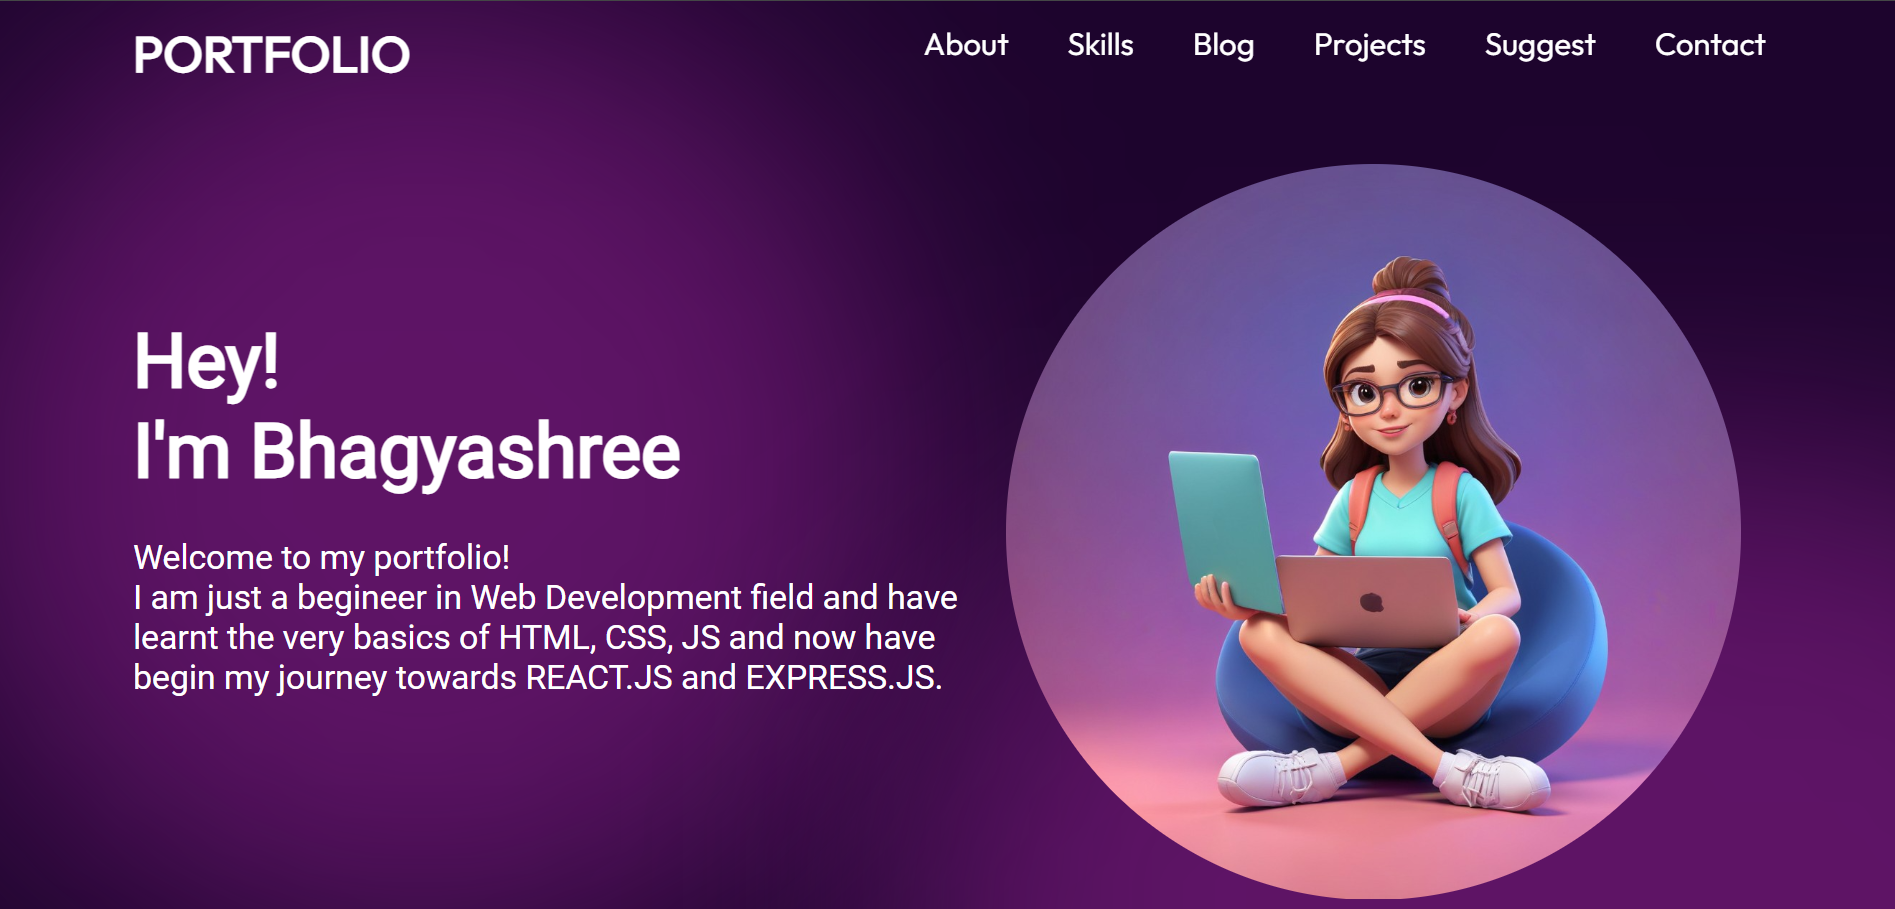 PORTFOLIO
About Skills Blog Projects Suggest Contact
Hey!
I'm Bhagyashree
Welcome to my portfolio!
I am just a begineer in Web Development field and have
learnt the very basics of HTML, CSS, JS and now have
begin my journey towards REACT.JS and EXPRESS.JS.